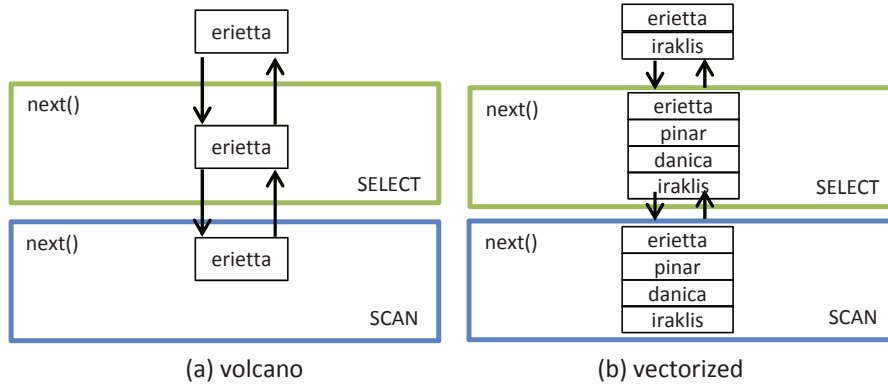 erietta
next()
erietta
SELECT
next()
erietta
SCAN
(a) volcano
erietta
iraklis
next()
erietta
pinar
danica
iraklis
SELECT
next()
erietta
pinar
danica
iraklis
SCAN
(b) vectorized